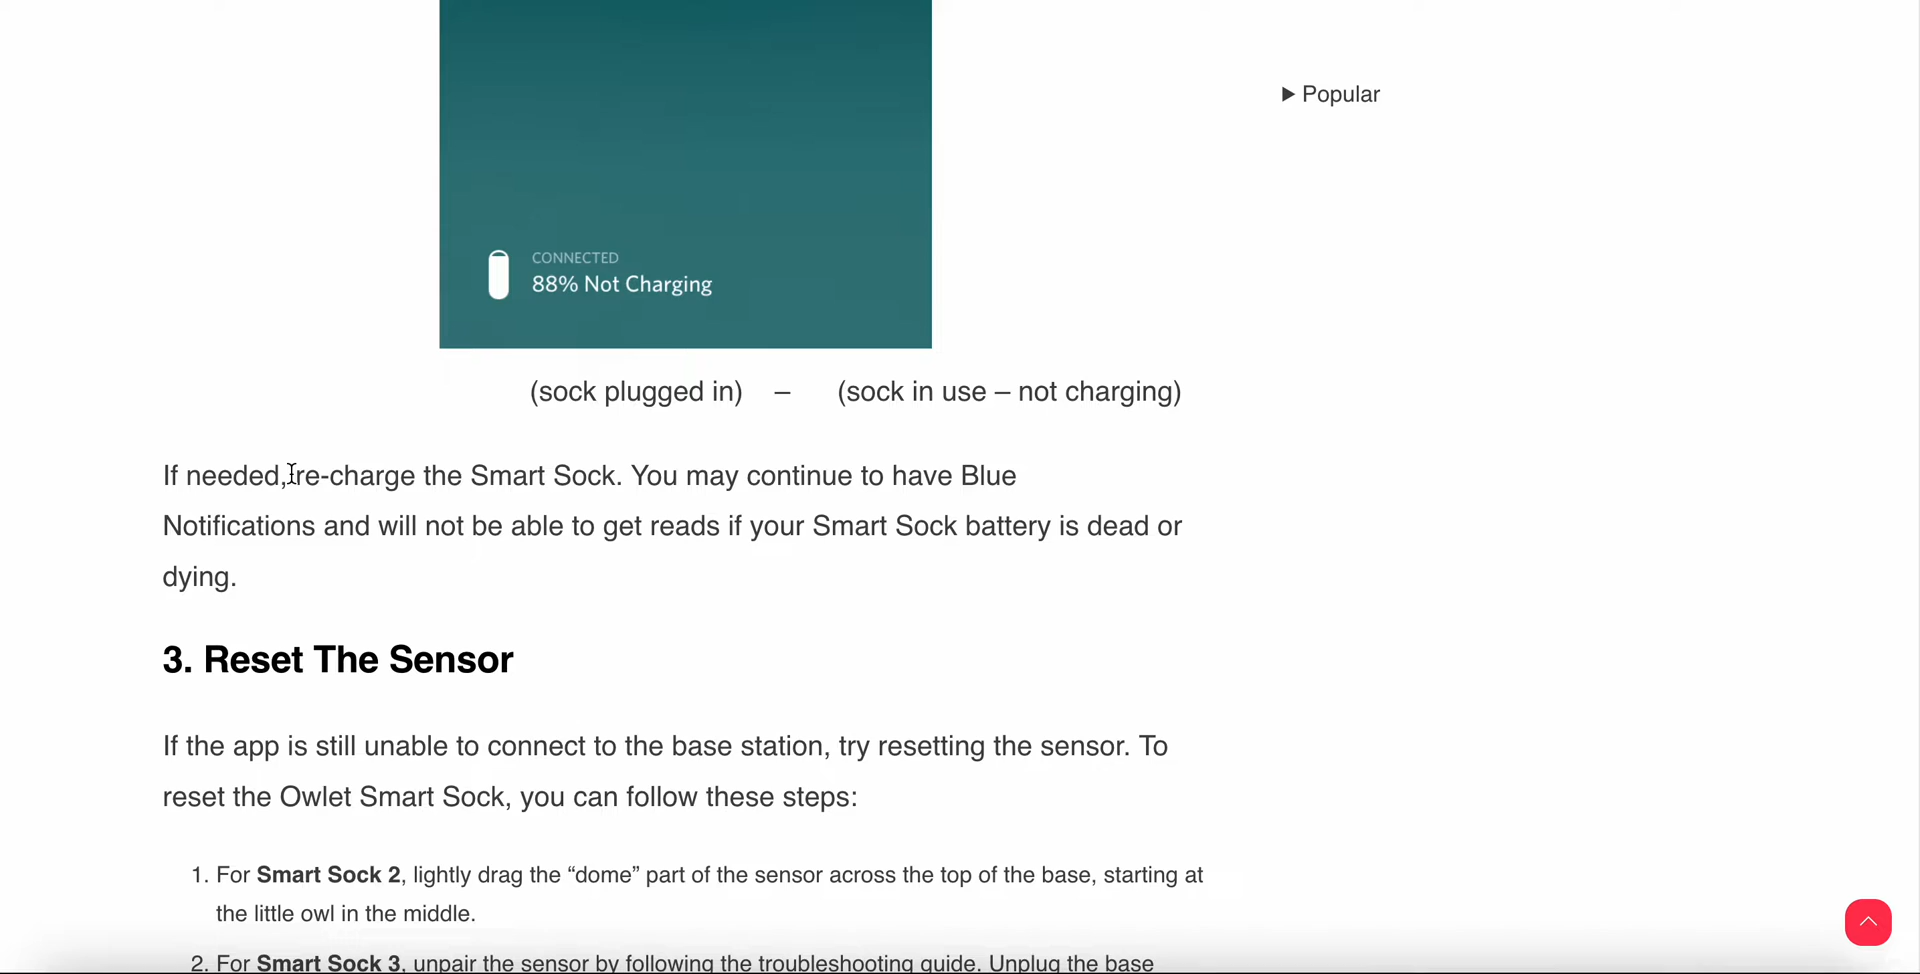 ▶ Popular
CONNECTED
88% Not Charging
(sock plugged in) – (sock in use – not charging)
If needed, re-charge the Smart Sock. You may continue to have Blue
Notifications and will not be able to get reads if your Smart Sock battery is dead or
dying.
3. Reset The Sensor
If the app is still unable to connect to the base station, try resetting the sensor. To
reset the Owlet Smart Sock, you can follow these steps:
1. For Smart Sock 2, lightly drag the “dome” part of the sensor across the top of the base, starting at
the little owl in the middle.
2. For Smart Sock 3, unpair the sensor by following the troubleshooting guide. Unplug the base